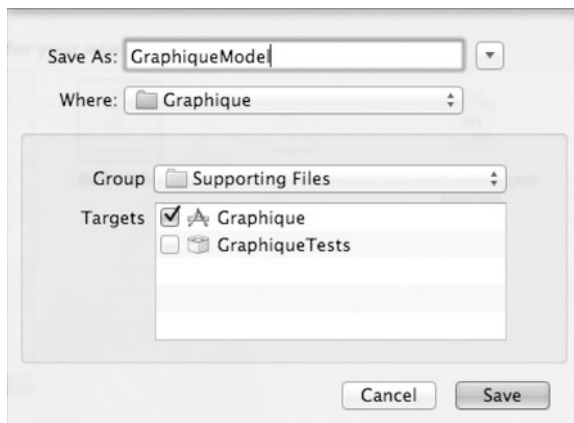 Save As: GraphiqueModel
Where: Graphique
Group Supporting Files
Targets Graphique
GraphiqueTests
Cancel Save